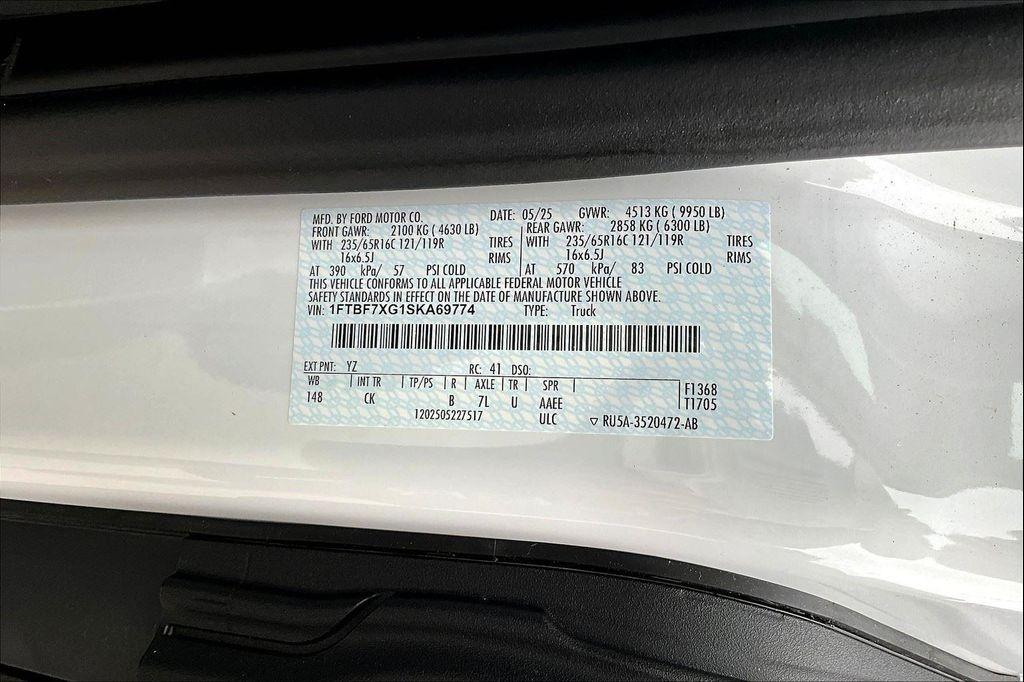 MFD. BY FORD MOTOR CO. DATE: 05/25 GVWR: 4513 KG ( 9950 LB)
FRONT GAWR: 2100 KG ( 4630 LB) REAR GAWR: 2858 KG ( 6300 LB)
WITH 235/65R16C 121/119R TIRES WITH 235/65R16C 121/119R TIRES
16x6.5J RIMS 16x6.5J RIMS
AT 390 kPa/ 57 PSI COLD AT 570 kPa/ 83 PSI COLD
THIS VEHICLE CONFORMS TO ALL APPLICABLE FEDERAL MOTOR VEHICLE
SAFETY STANDARDS IN EFFECT ON THE DATE OF MANUFACTURE SHOWN ABOVE.
VIN: 1FTBF7XG1SKA69774 TYPE: Truck
EXT PNT: YZ RC: 41 DSO:
WB INT TR TP/PS R AXLE TR SPR F1368
148 CK B 7L U AAEE T1705
1202505227517 ULC ▽ RU5A-3520472-AB